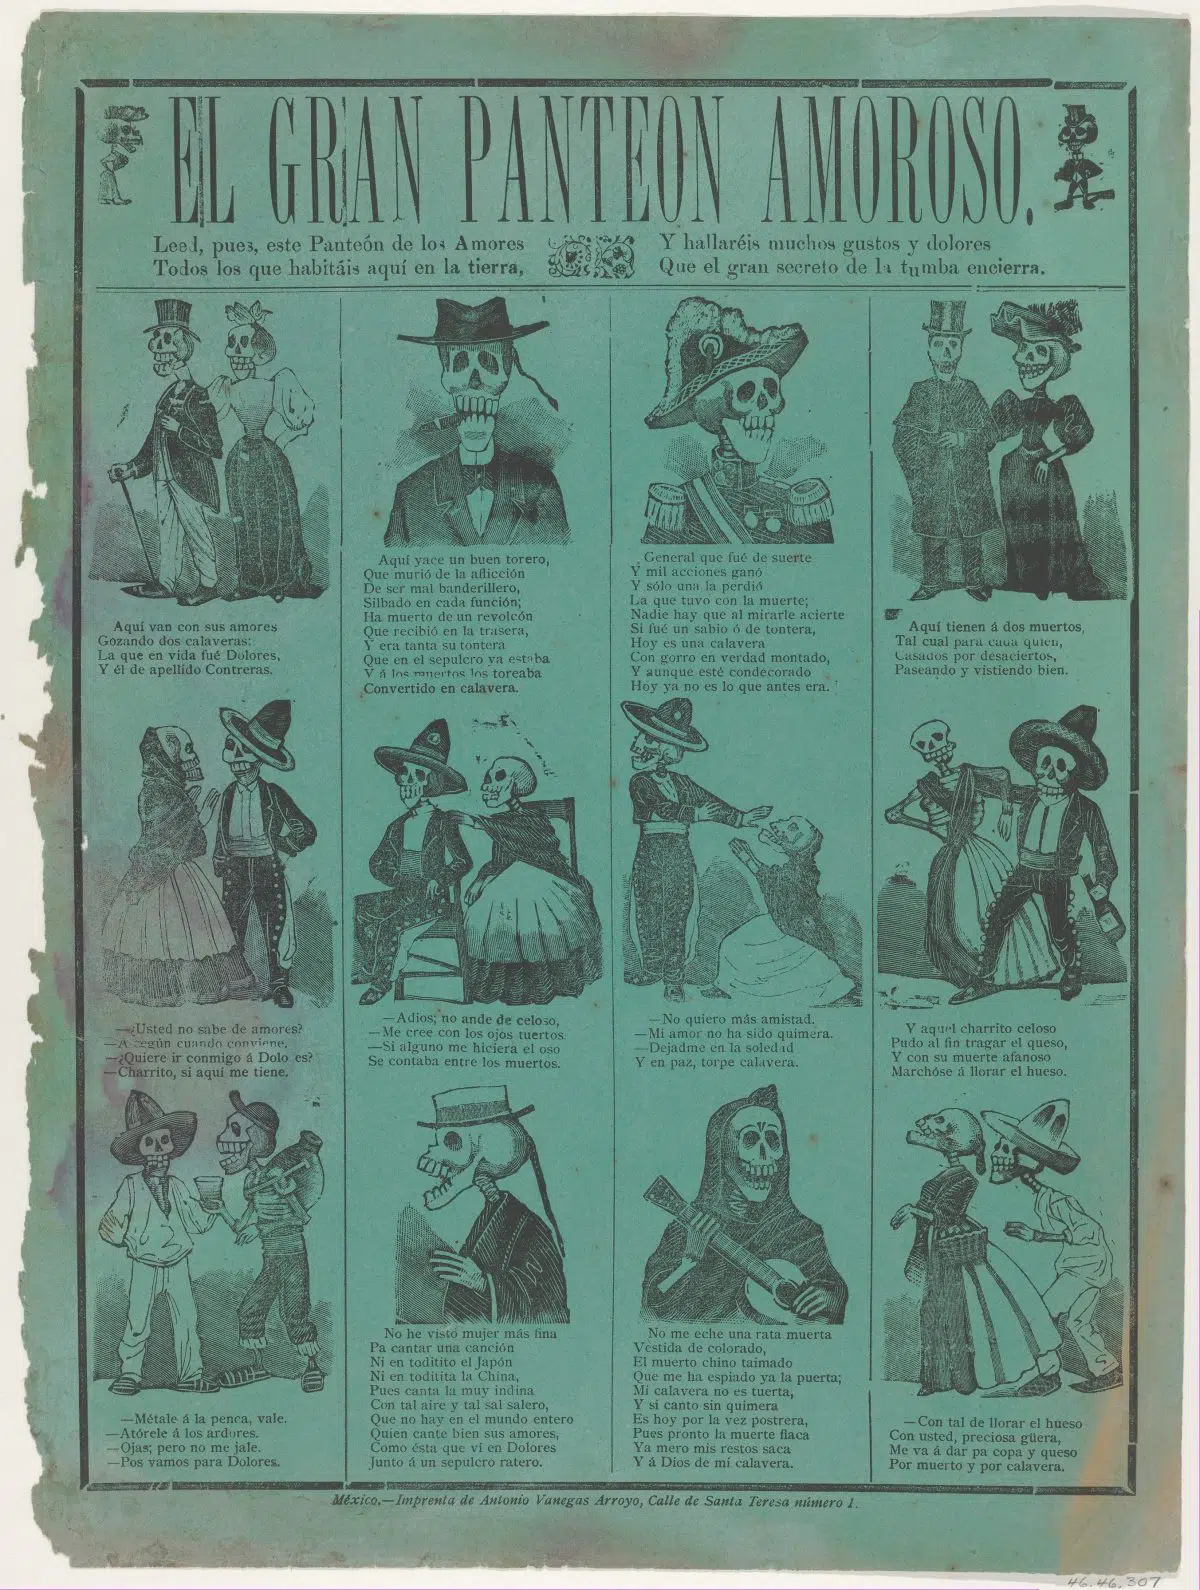 EL GRAN PANTEON AMOROSO.
Leed, pues, este Panteón de los Amores
Todos los que habitáis aquí en la tierra,
Y hallaréis muchos gustos y dolores
Que el gran secreto de la tumba encierra.
Aquí van con sus amores
Gozando dos calaveras:
La que en vida fué Dolores,
Y él de apellido Contreras.
Aquí yace un buen torero,
Que murió de la aflicción
De ser mal banderillero,
Silbado en cada función;
Ha muerto de un revolcón
Que recibió en la trasera,
Y era tanta su tontera
Que en el sepulcro ya estaba
Y á los muertos los toreaba
Convertido en calavera.
General que fué de suerte
Y mil acciones ganó
Y sólo una la perdió
La que tuvo con la muerte;
Nadie hay que al mirarle acierte
Si fué un sabio ó de tontera,
Hoy es una calavera
Con gorro en verdad montado,
Y aunque esté condecorado
Hoy ya no es lo que antes era.
Aquí tienen á dos muertos,
Tal cual para cada quien,
Casados por desaciertos,
Paseando y vistiendo bien.
—¿Usted no sabe de amores?
—A según cuando conviene.
—¿Quiere ir conmigo á Dolo es?
—Charrito, si aquí me tiene.
—Adios; no ande de celoso,
—Me cree con los ojos tuertos.
—Si alguno me hiciera el oso
Se contaba entre los muertos.
—No quiero más amistad.
—Mi amor no ha sido quimera.
—Dejadme en la soledad
Y en paz, torpe calavera.
Y aquel charrito celoso
Pudo al fin tragar el queso,
Y con su muerte afanoso
Marchóse á llorar el hueso.
—Métale á la penca, vale.
—Atórele á los ardores.
—Ojas; pero no me jale.
—Pos vamos para Dolores.
No he visto mujer más fina
Pa cantar una canción
Ni en toditito el Japón
Ni en toditita la China,
Pues canta la muy indina
Con tal aire y tal sal salero,
Que no hay en el mundo entero
Quien cante bien sus amores,
Como ésta que ví en Dolores
Junto á un sepulcro ratero.
No me eche una rata muerta
Vestida de colorado,
El muerto chino taimado
Que me ha espiado ya la puerta;
Mi calavera no es tuerta,
Y si canto sin quimera
Es hoy por la vez postrera,
Pues pronto la muerte flaca
Ya mero mis restos saca
Y á Dios de mí calavera.
—Con tal de llorar el hueso
Con usted, preciosa güera,
Me va á dar pa copa y queso
Por muerto y por calavera.
México.—Imprenta de Antonio Vanegas Arroyo, Calle de Santa Teresa número 1.
46.46.307